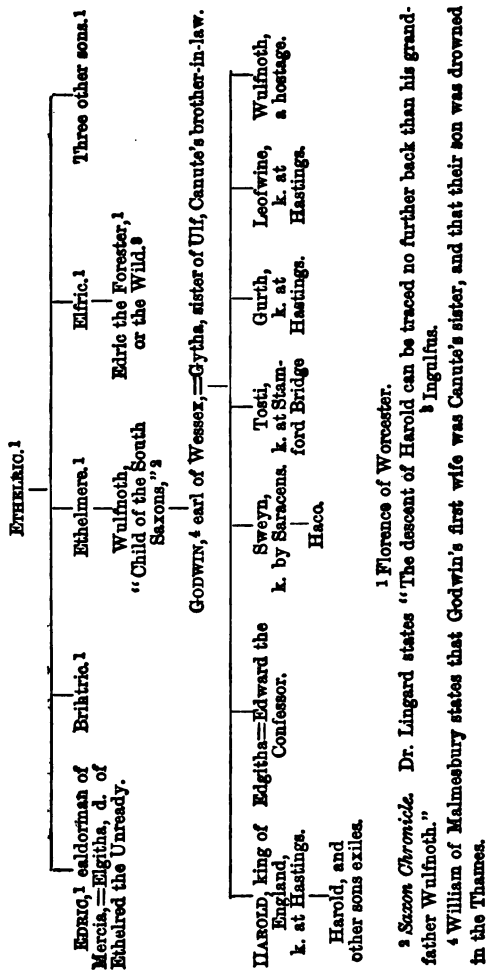 ETHELRIC.¹
EDRIC,¹ ealdorman of
Mercia,=Elgitha, d. of
Ethelred the Unready.
Brihtric.¹
Ethelmere.¹
Elfric.¹
Three other sons.¹
Wulfnoth,
"Child of the South
Saxons,"²
Edric the Forester,¹
or the Wild.³
GODWIN,⁴ earl of Wessex,=Gytha, sister of Ulf, Canute's brother-in-law.
HAROLD, king of
England,
k. at Hastings.
Edgitha=Edward the
Confessor.
Sweyn,
k. by Saracens.
Tosti,
k. at Stam-
ford Bridge
Gurth,
k. at
Hastings.
Leofwine,
k. at
Hastings.
Wulfnoth,
a hostage.
Harold, and
other sons exiles.
Haco.
¹ Florence of Worcester.
² Saxon Chronicle. Dr. Lingard states "The descent of Harold can be traced no further back than his grand-
father Wulfnoth."
³ Ingulfus.
⁴ William of Malmesbury states that Godwin's first wife was Canute's sister, and that their son was drowned
in the Thames.